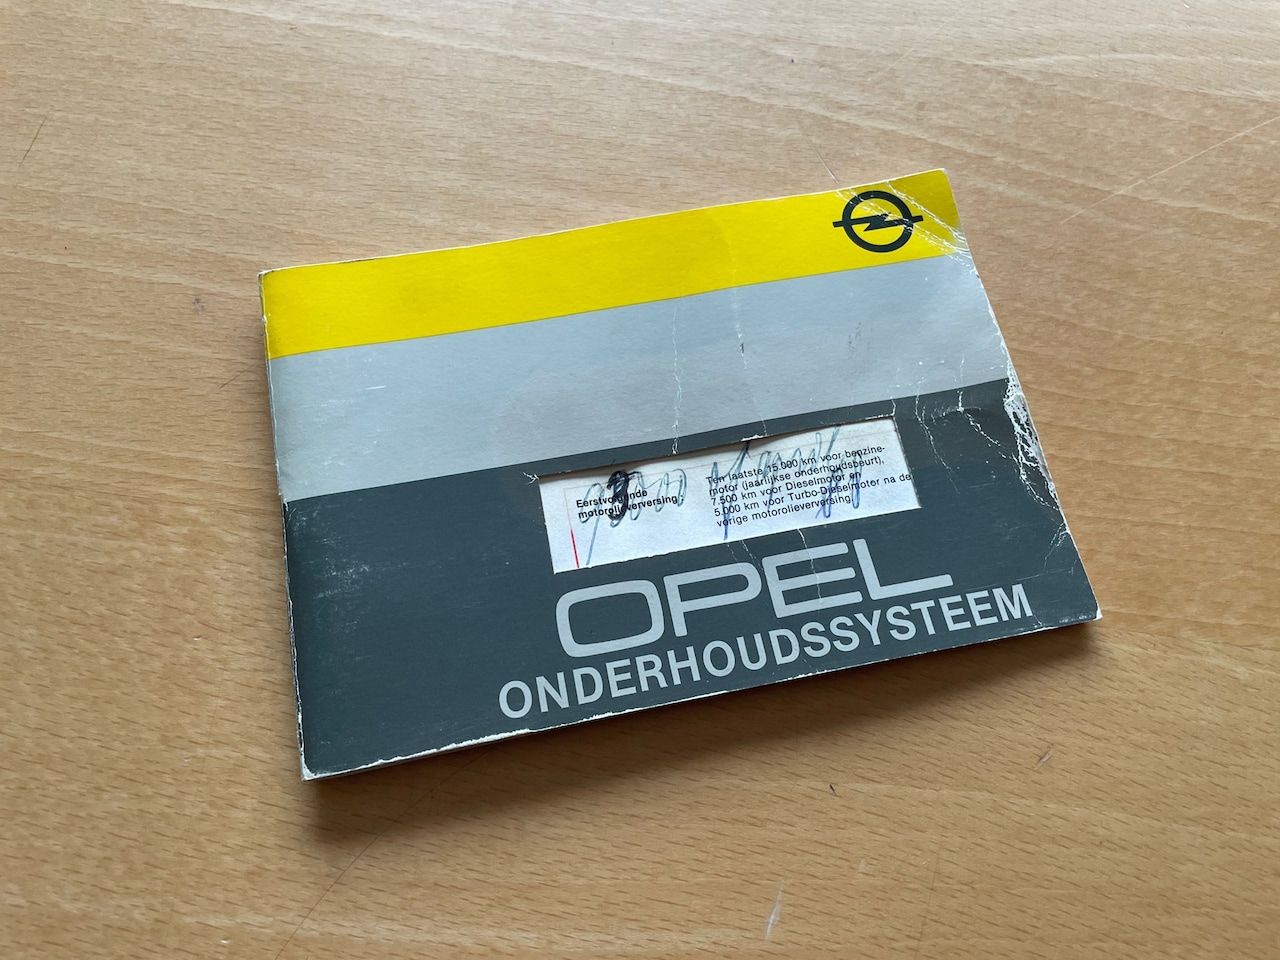 Eerstvolgende
motorolieverversing:
Ten laatste 15.000 km voor benzine-
motor (jaarlijkse onderhoudsbeurt),
7.500 km voor Dieselmotor en
5.000 km voor Turbo-Dieselmotor na de
vorige motorolieverversing.
OPEL
ONDERHOUDSSYSTEEM